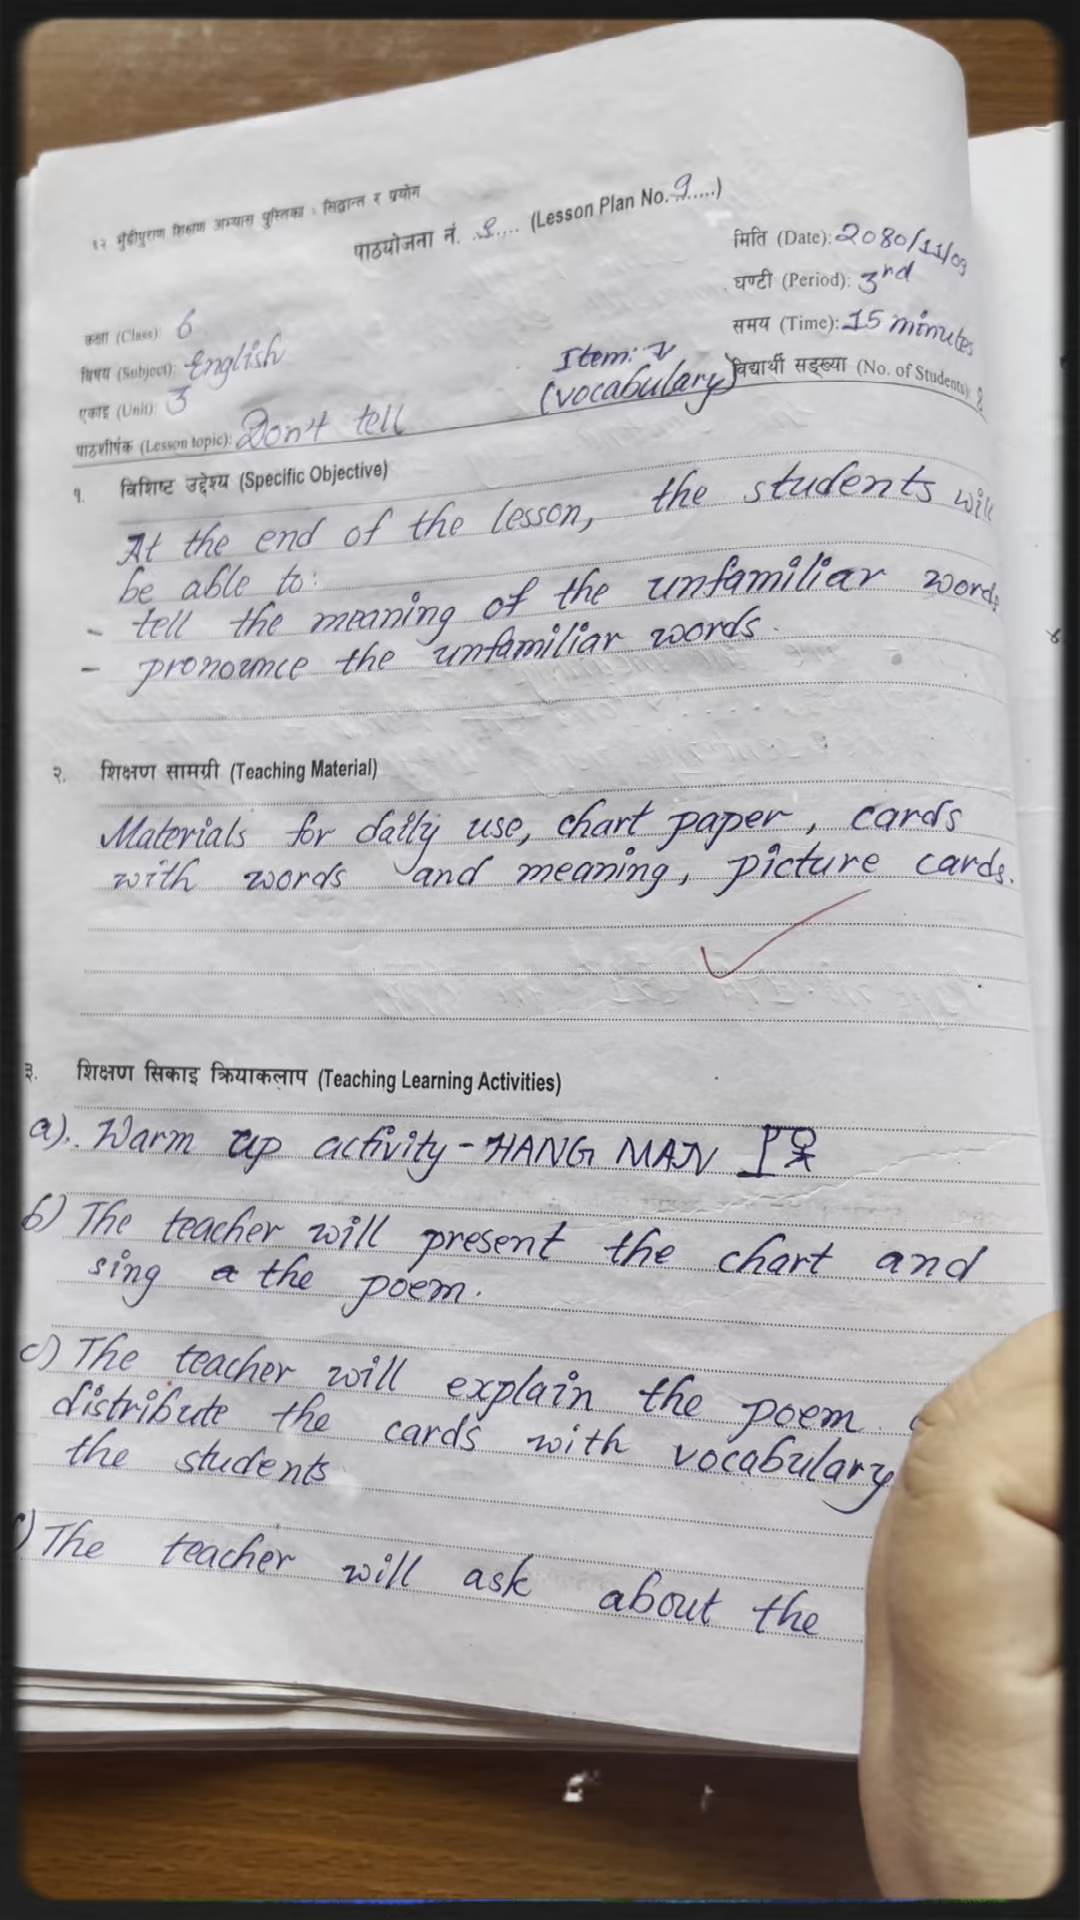 १२ भुँडीपुराण शिक्षण अभ्यास पुस्तिका : सिद्धान्त र प्रयोग
पाठयोजना नं. .9.... (Lesson Plan No. 9.....)
मिति (Date): 2080/11/09
घण्टी (Period): 3rd
समय (Time): 15 minutes
विद्यार्थी सङ्ख्या (No. of Students):
कक्षा (Class): 6
विषय (Subject): English
एकाइ (Unit): 3
पाठशीर्षक (Lesson topic): Don't tell
Item:
(vocabulary)
१. विशिष्ट उद्देश्य (Specific Objective)
At the end of the lesson, the students will
be able to:
- tell the meaning of the unfamiliar words
- pronounce the unfamiliar words.
२. शिक्षण सामग्री (Teaching Material)
Materials for daily use, chart paper, cards
with words and meaning, picture cards.
३. शिक्षण सिकाइ क्रियाकलाप (Teaching Learning Activities)
a). Warm up activity - HANG MAN
b) The teacher will present the chart and
sing the poem.
c) The teacher will explain the poem
distribute the cards with vocabulary
the students
) The teacher will ask about the